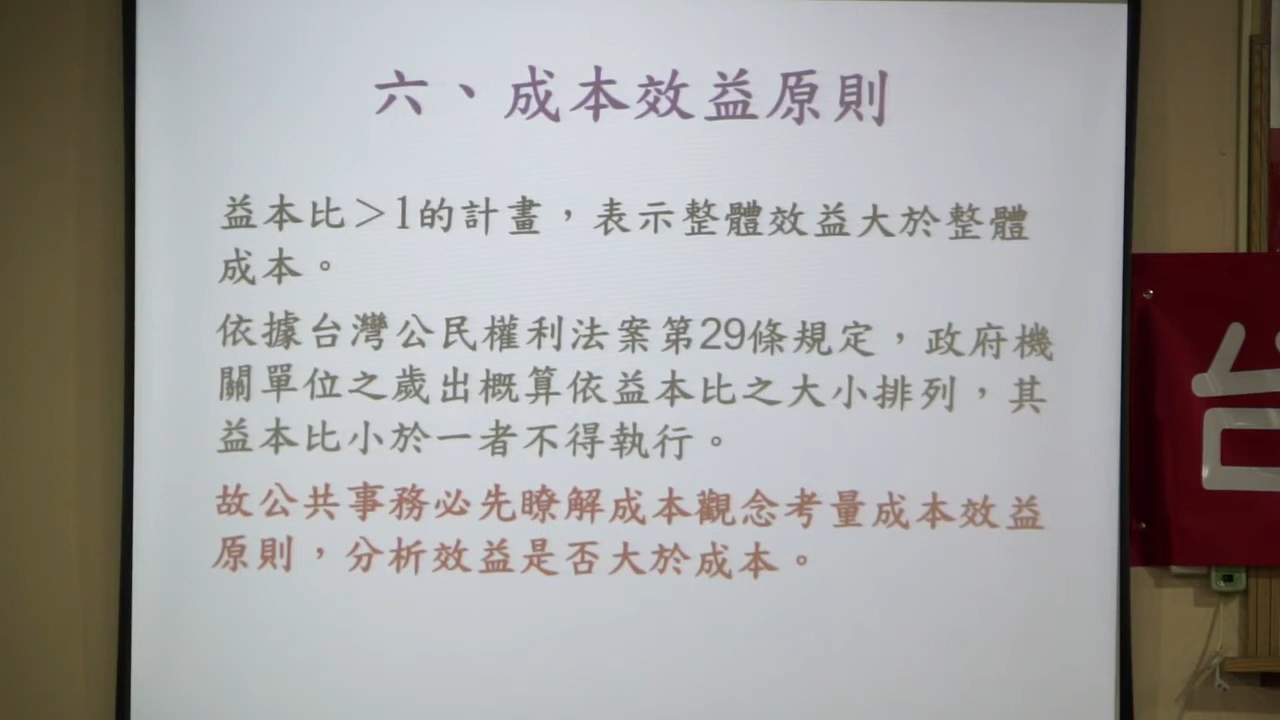 六、成本效益原則
益本比＞1的計畫，表示整體效益大於整體
成本。
依據台灣公民權利法案第29條規定，政府機
關單位之歲出概算依益本比之大小排列，其
益本比小於一者不得執行。
故公共事務必先瞭解成本觀念考量成本效益
原則，分析效益是否大於成本。
台